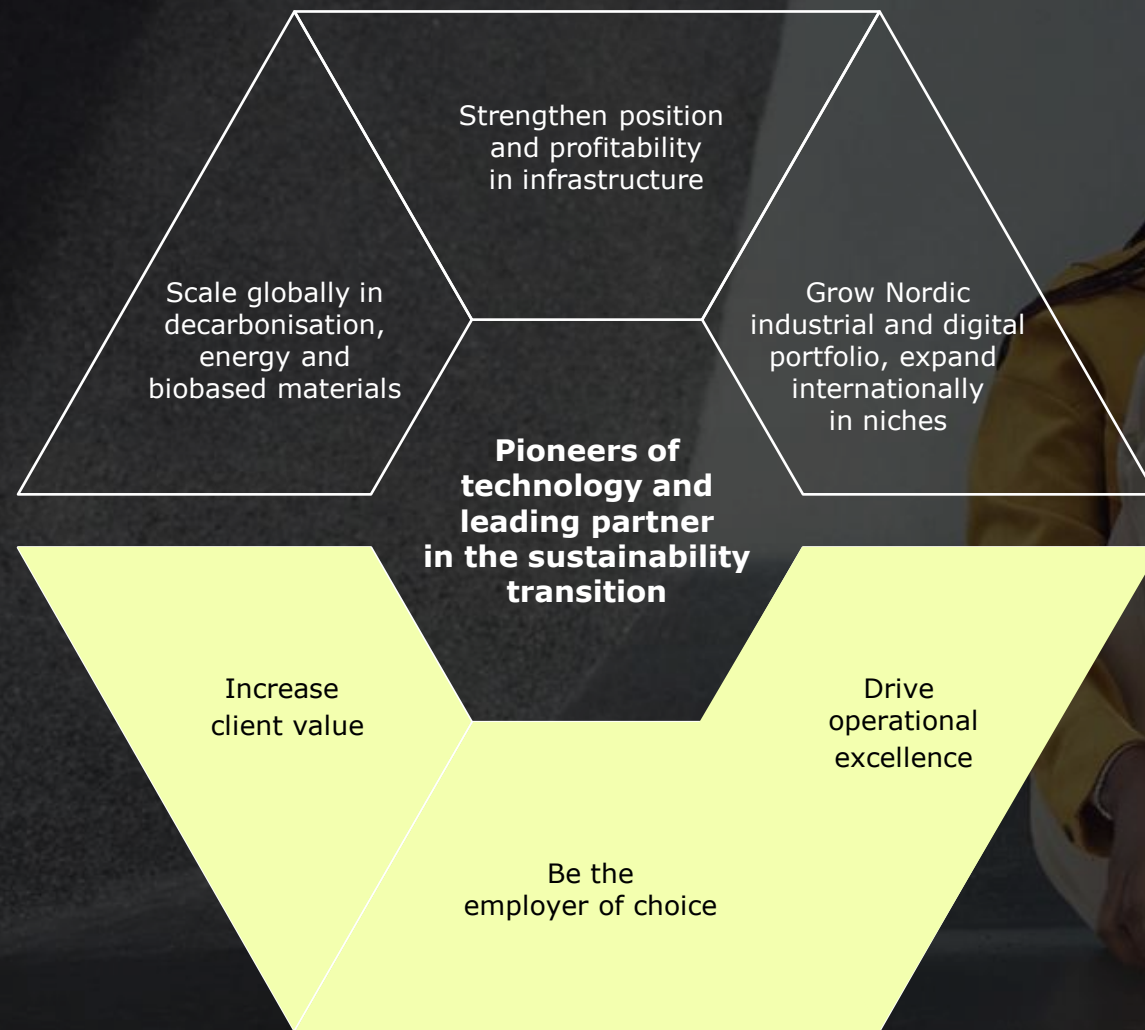 Strengthen position
and profitability
in infrastructure
Scale globally in
decarbonisation,
energy and
biobased materials
Grow Nordic
industrial and digital
portfolio, expand
internationally
in niches
Pioneers of
technology and
leading partner
in the sustainability
transition
Increase
client value
Drive
operational
excellence
Be the
employer of choice